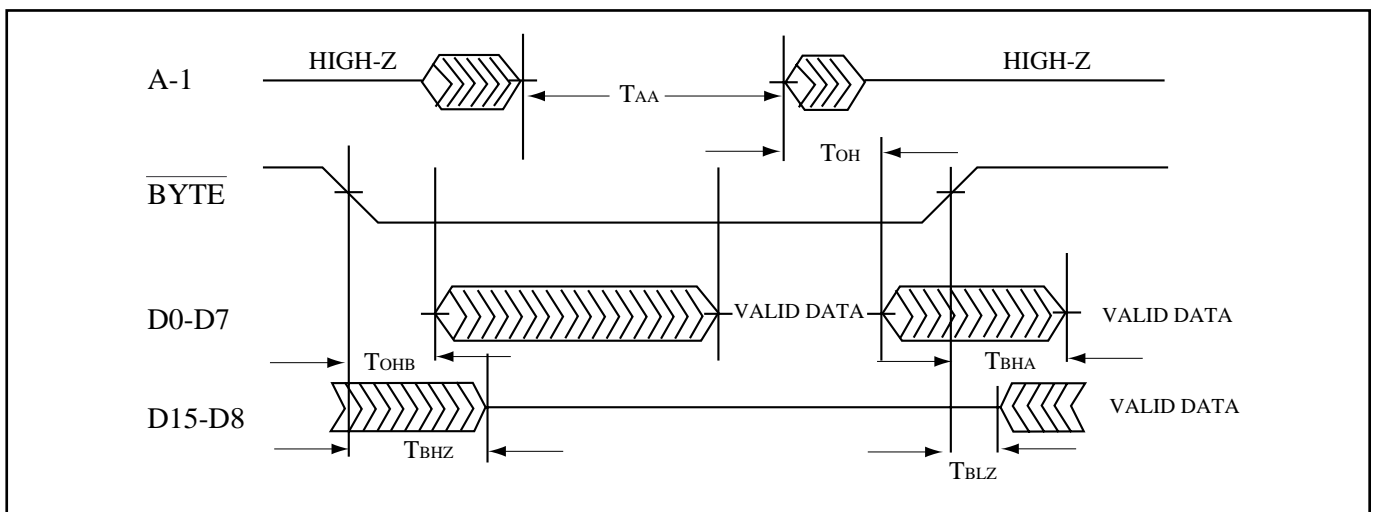 A-1 HIGH-Z TAA HIGH-Z
TOH
BYTE
D0-D7 VALID DATA VALID DATA
TOHB TBHA
D15-D8 VALID DATA
TBHZ TBLZ